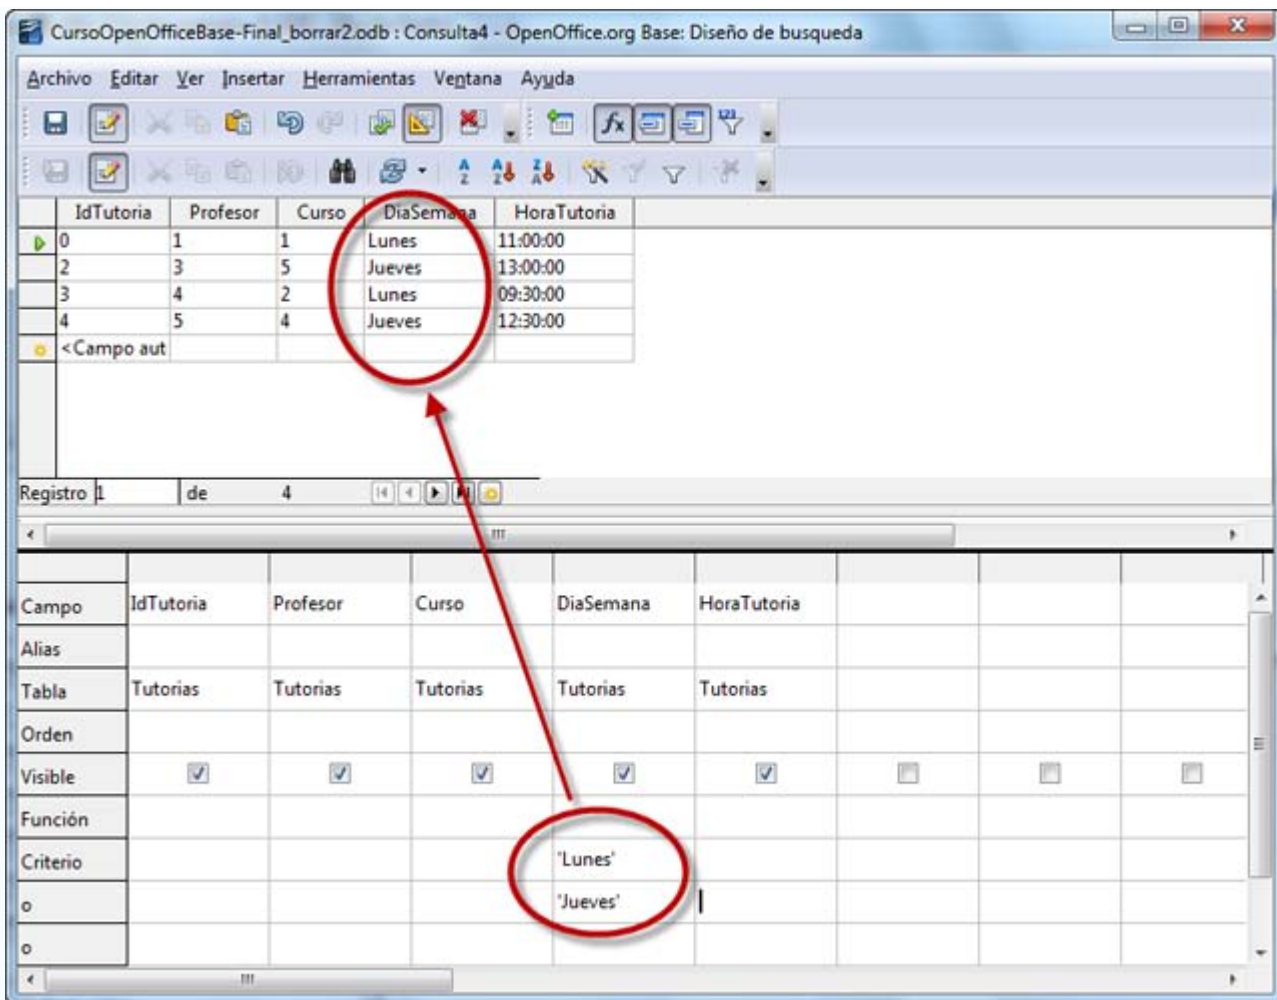 CursoOpenOfficeBase-Final_borrar2.odb : Consulta4 - OpenOffice.org Base: Diseño de busqueda
Archivo Editar Ver Insertar Herramientas Ventana Ayuda
IdTutoria Profesor Curso DiaSemana HoraTutoria
0 1 1 Lunes 11:00:00
2 3 5 Jueves 13:00:00
3 4 2 Lunes 09:30:00
4 5 4 Jueves 12:30:00
<Campo aut
Registro 1 de 4
Campo IdTutoria Profesor Curso DiaSemana HoraTutoria
Alias
Tabla Tutorias Tutorias Tutorias Tutorias Tutorias
Orden
Visible
Función
Criterio 'Lunes'
o 'Jueves'
o